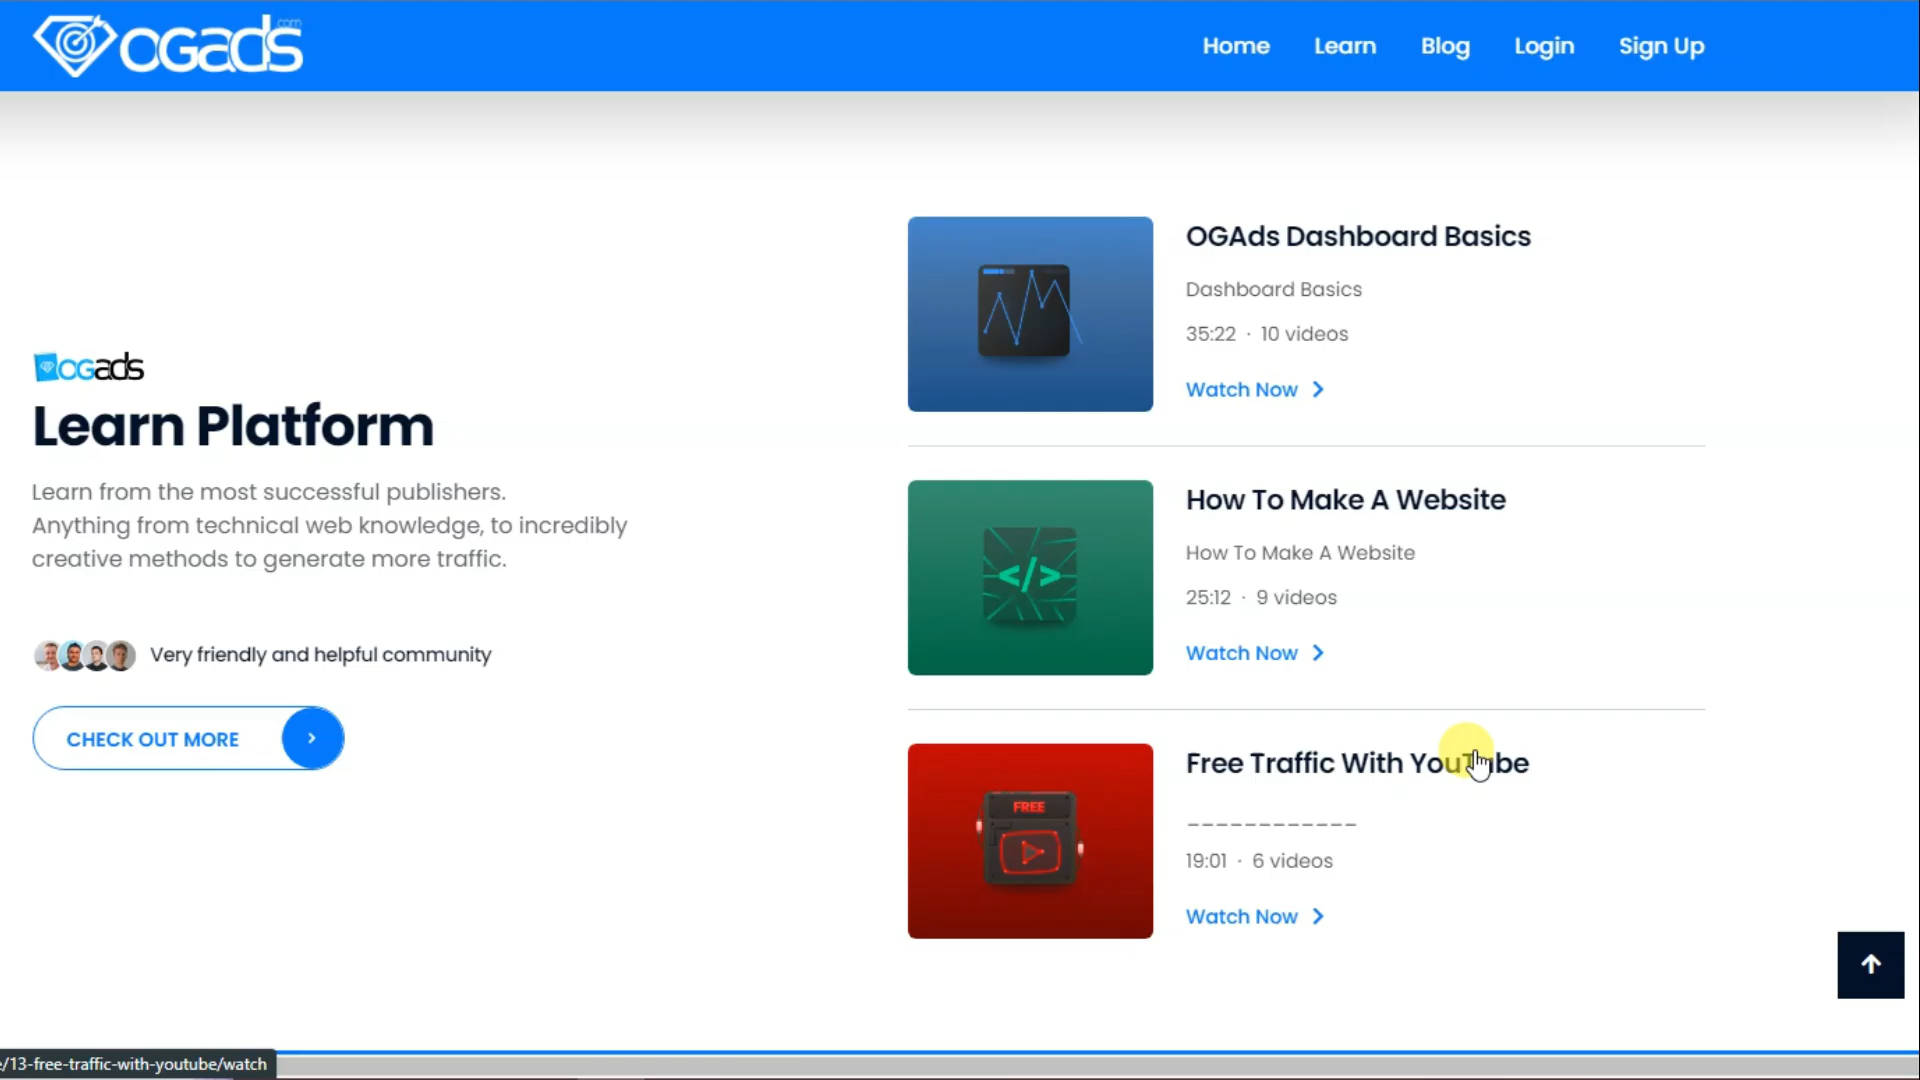 ogads.com
Home
Learn
Blog
Login
Sign Up
ogads
Learn Platform
Learn from the most successful publishers.
Anything from technical web knowledge, to incredibly
creative methods to generate more traffic.
Very friendly and helpful community
CHECK OUT MORE
OGAds Dashboard Basics
Dashboard Basics
35:22 · 10 videos
Watch Now
How To Make A Website
How To Make A Website
</>
25:12 · 9 videos
Watch Now
Free Traffic With YouTube
FREE
____________
19:01 · 6 videos
Watch Now
/13-free-traffic-with-youtube/watch